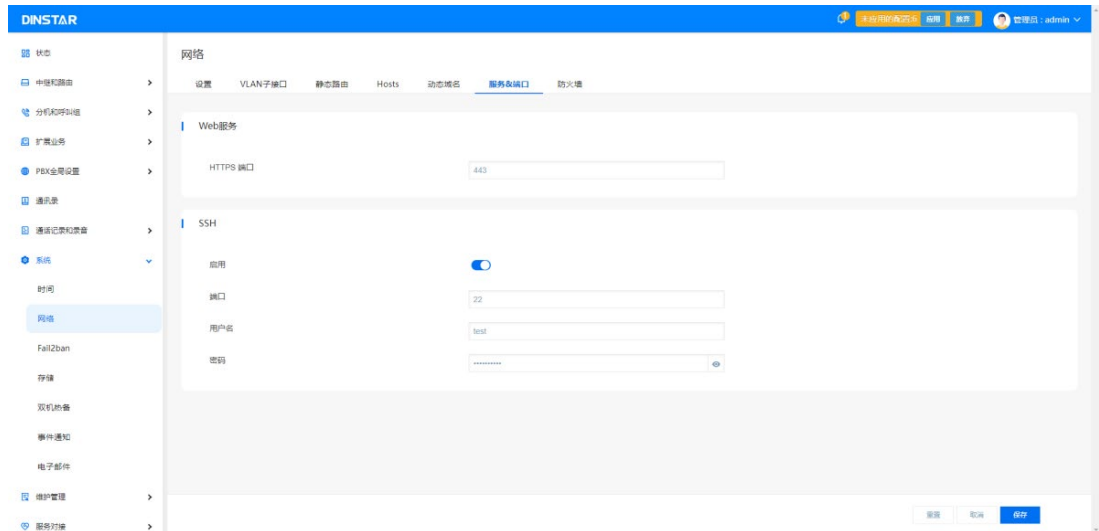 DINSTAR
未应用的配置项 应用 放弃 管理员 : admin
状态
中继和路由
分机和呼叫组
扩展业务
PBX全局设置
通讯录
通话记录和录音
系统
时间
网络
Fail2ban
存储
双机热备
事件通知
电子邮件
维护管理
服务对接
网络
设置 VLAN子接口 静态路由 Hosts 动态域名 服务&端口 防火墙
Web服务
HTTPS 端口 443
SSH
启用
端口 22
用户名 test
密码 ••••••••••
重置 取消 保存